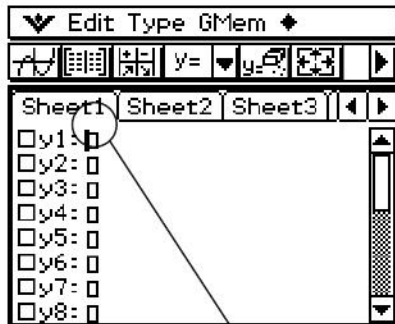 Edit Type GMem
y=
Sheet1 Sheet2 Sheet3
y1:
y2:
y3:
y4:
y5:
y6:
y7:
y8: